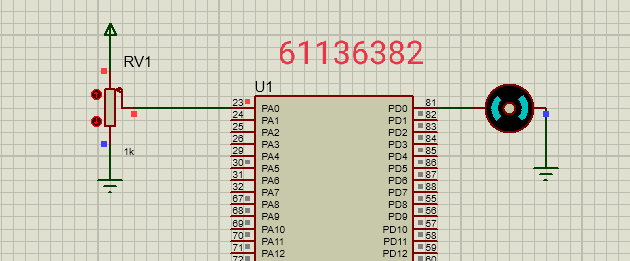 61136382
RV1
U1
23 PA0 PD0 81
24 PA1 PD1 82
25 PA2 PD2 83
26 PA3 PD3 84
29 PA4 PD4 85
1k
30 PA5 PD5 86
31 PA6 PD6 87
32 PA7 PD7 88
67 PA8 PD8 55
68 PA9 PD9 56
69 PA10 PD10 57
70 PA11 PD11 58
71 PA12 PD12 59
72 60